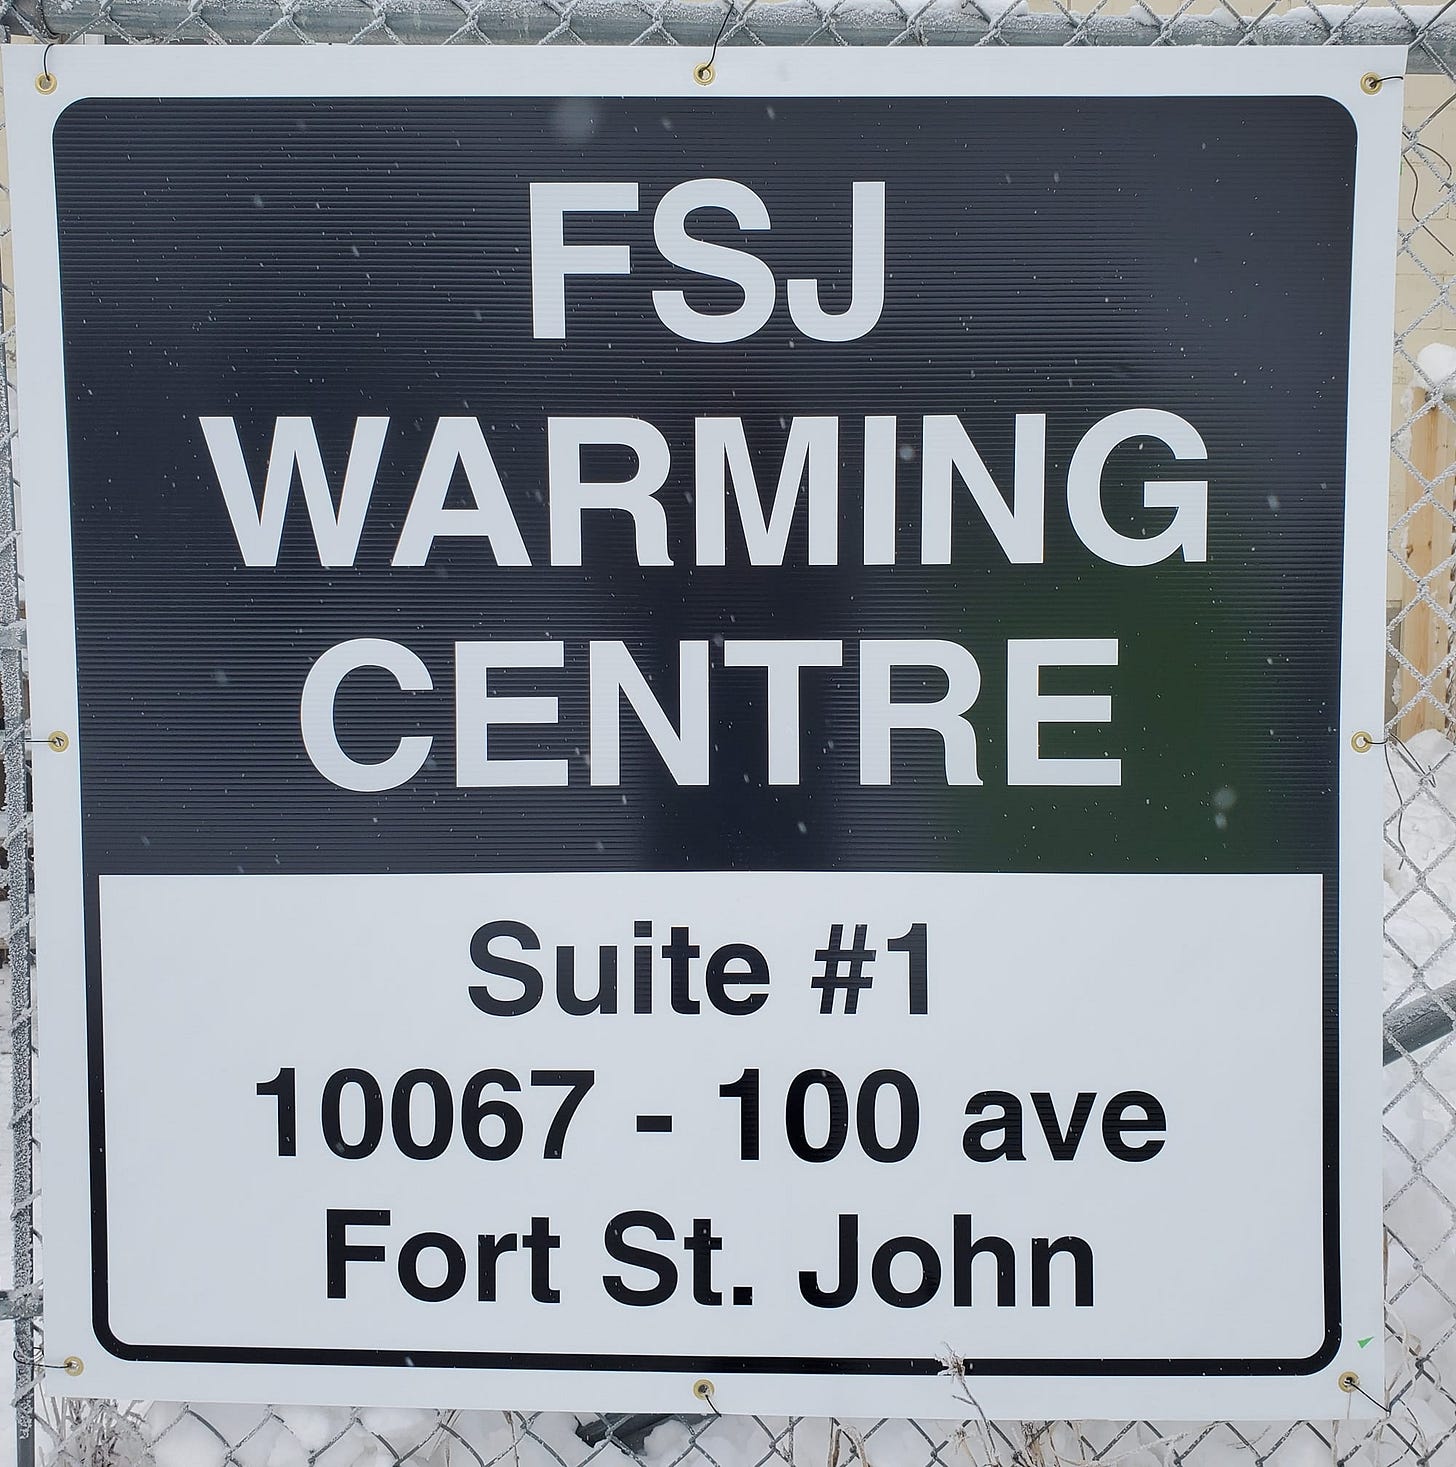 FSJ
WARMING
CENTRE
Suite #1
10067 - 100 ave
Fort St. John